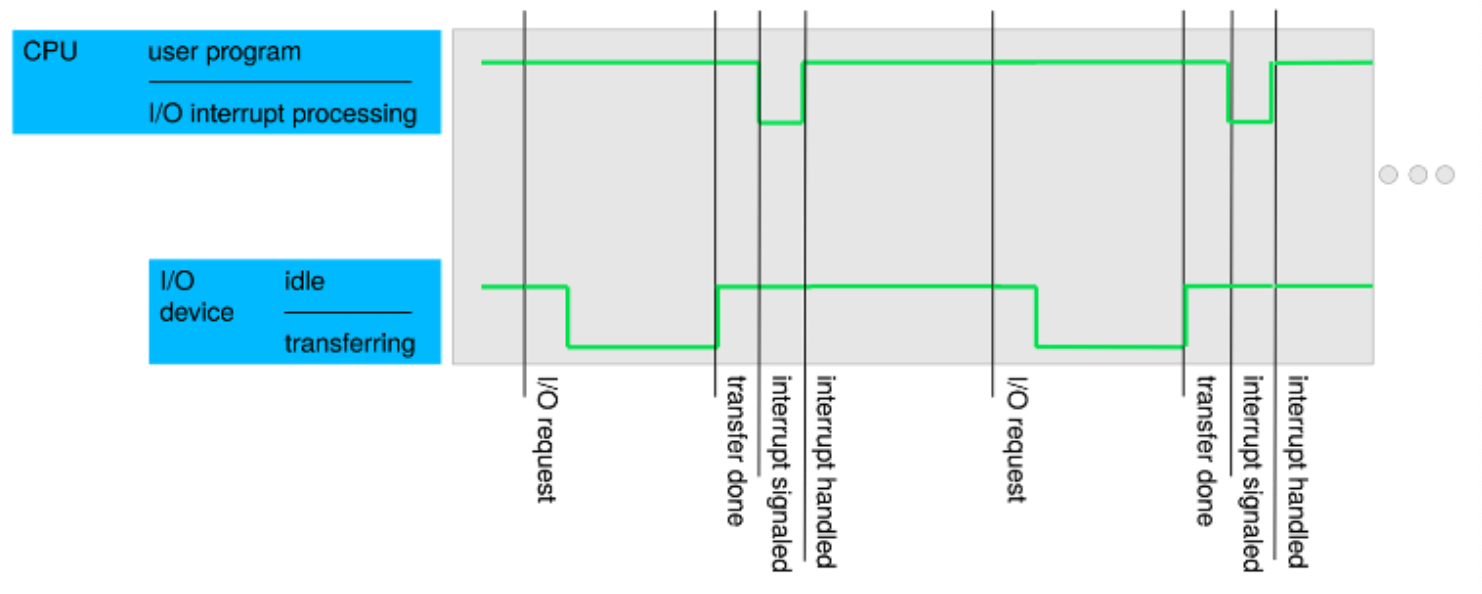 CPU
user program
I/O interrupt processing
I/O
device
idle
transferring
I/O request
transfer done
interrupt signaled
interrupt handled
I/O request
transfer done
interrupt signaled
interrupt handled